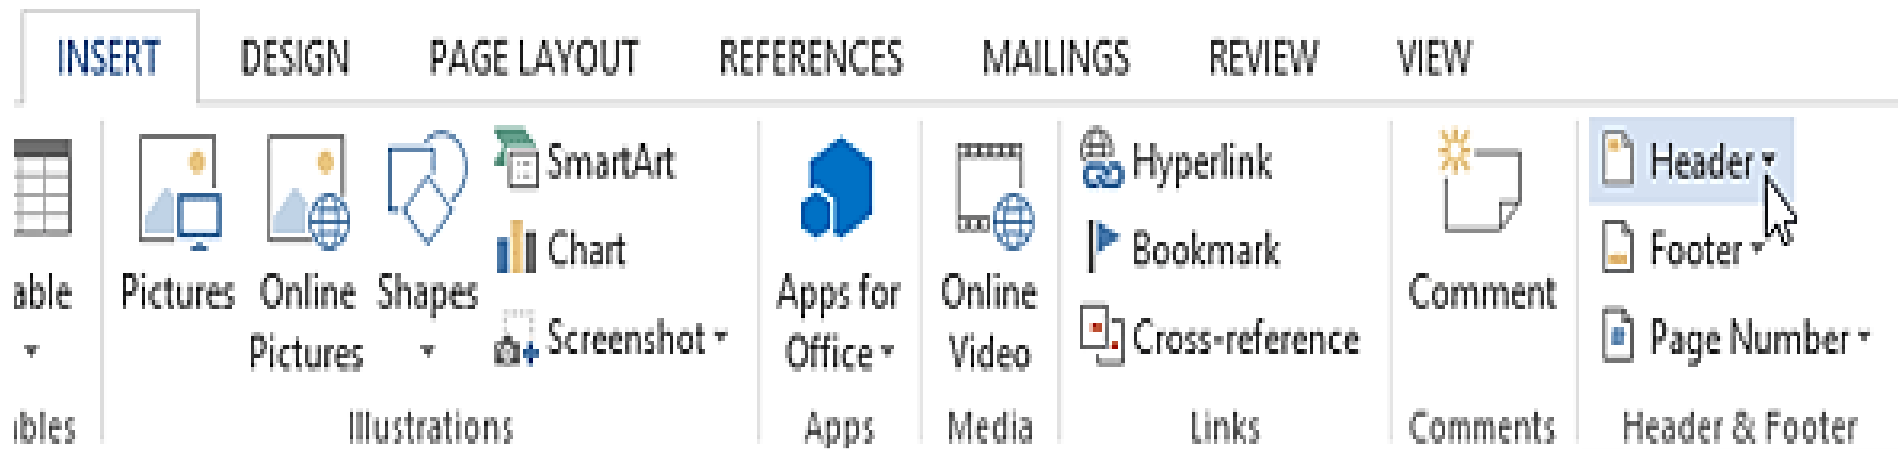 INSERT DESIGN PAGE LAYOUT REFERENCES MAILINGS REVIEW VIEW
able
Pictures
Online
Pictures
Shapes
SmartArt
Chart
Screenshot
Apps for
Office
Online
Video
Hyperlink
Bookmark
Cross-reference
Comment
Header
Footer
Page Number
bles Illustrations Apps Media Links Comments Header & Footer